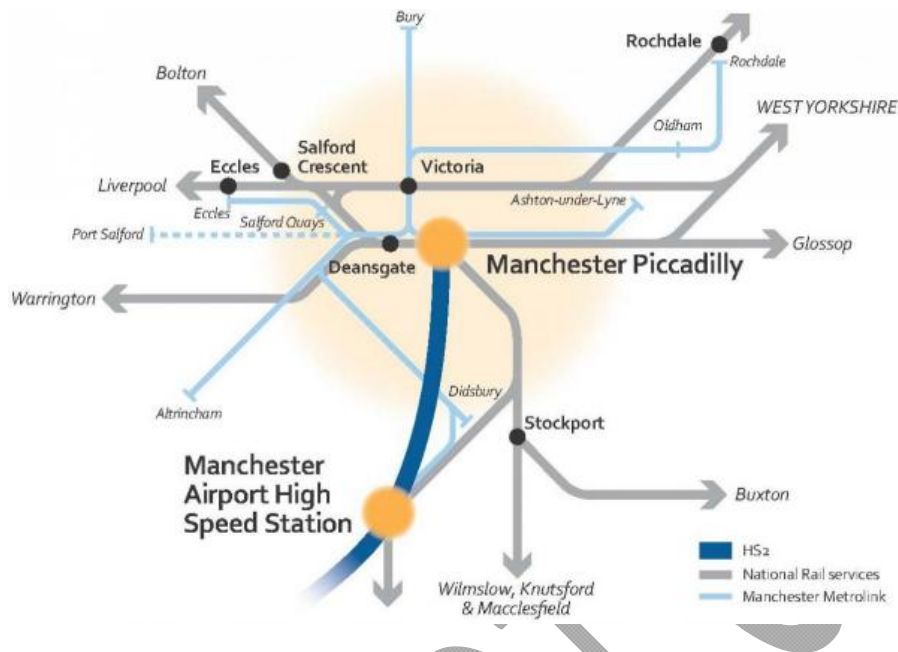 Bury
Rochdale
Rochdale
Bolton
WEST YORKSHIRE
Oldham
Salford
Crescent
Eccles
Victoria
Liverpool
Ashton-under-Lyne
Eccles
Salford Quays
Port Salford
Glossop
Deansgate
Manchester Piccadilly
Warrington
Didsbury
Altrincham
Stockport
Manchester
Airport High
Speed Station
Buxton
HS2
National Rail services
Manchester Metrolink
Wilmslow, Knutsford
& Macclesfield